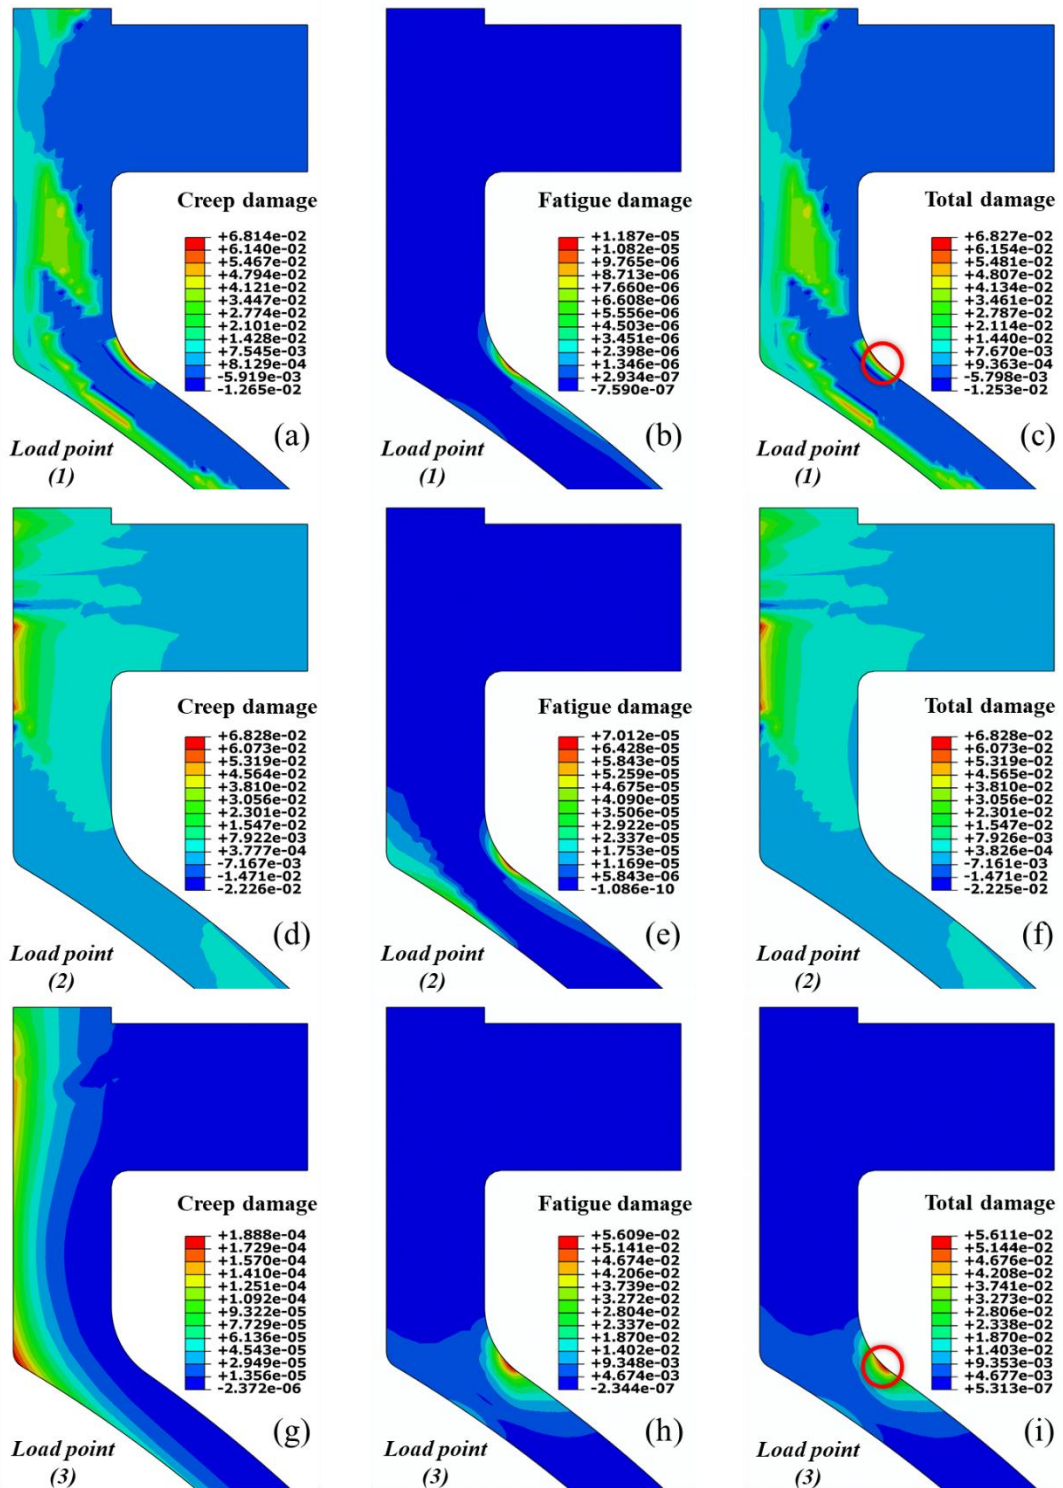 Creep damage
+6.814e-02
+6.140e-02
+5.467e-02
+4.794e-02
+4.121e-02
+3.447e-02
+2.774e-02
+2.101e-02
+1.428e-02
+7.545e-03
+8.129e-04
-5.919e-03
-1.265e-02
(a)
Load point
(1)
Fatigue damage
+1.187e-05
+1.082e-05
+9.765e-06
+8.713e-06
+7.660e-06
+6.608e-06
+5.556e-06
+4.503e-06
+3.451e-06
+2.398e-06
+1.346e-06
+2.934e-07
-7.590e-07
(b)
Load point
(1)
Total damage
+6.827e-02
+6.154e-02
+5.481e-02
+4.807e-02
+4.134e-02
+3.461e-02
+2.787e-02
+2.114e-02
+1.440e-02
+7.670e-03
+9.363e-04
-5.798e-03
-1.253e-02
(c)
Load point
(1)
Creep damage
+6.828e-02
+6.073e-02
+5.319e-02
+4.564e-02
+3.810e-02
+3.056e-02
+2.301e-02
+1.547e-02
+7.922e-03
+3.777e-04
-7.167e-03
-1.471e-02
-2.226e-02
(d)
Load point
(2)
Fatigue damage
+7.012e-05
+6.428e-05
+5.843e-05
+5.259e-05
+4.675e-05
+4.090e-05
+3.506e-05
+2.922e-05
+2.337e-05
+1.753e-05
+1.169e-05
+5.843e-06
-1.086e-10
(e)
Load point
(2)
Total damage
+6.828e-02
+6.073e-02
+5.319e-02
+4.565e-02
+3.810e-02
+3.056e-02
+2.301e-02
+1.547e-02
+7.926e-03
+3.826e-04
-7.161e-03
-1.471e-02
-2.225e-02
(f)
Load point
(2)
Creep damage
+1.888e-04
+1.729e-04
+1.570e-04
+1.410e-04
+1.251e-04
+1.092e-04
+9.322e-05
+7.729e-05
+6.136e-05
+4.543e-05
+2.949e-05
+1.356e-05
-2.372e-06
(g)
Load point
(3)
Fatigue damage
+5.609e-02
+5.141e-02
+4.674e-02
+4.206e-02
+3.739e-02
+3.272e-02
+2.804e-02
+2.337e-02
+1.870e-02
+1.402e-02
+9.348e-03
+4.674e-03
-2.344e-07
(h)
Load point
(3)
Total damage
+5.611e-02
+5.144e-02
+4.676e-02
+4.208e-02
+3.741e-02
+3.273e-02
+2.806e-02
+2.338e-02
+1.870e-02
+1.403e-02
+9.353e-03
+4.677e-03
+5.313e-07
(i)
Load point
(3)